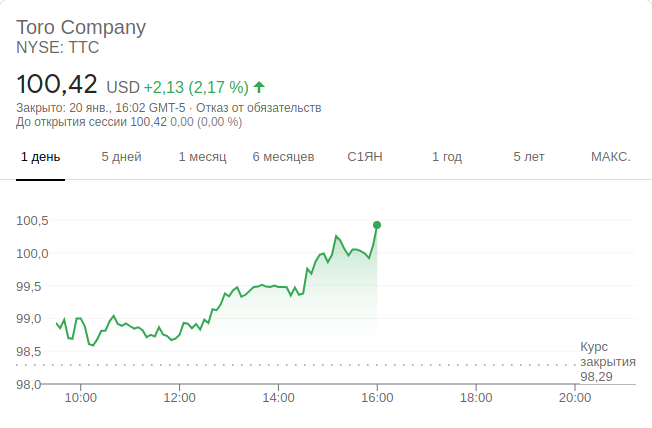 Toro Company
NYSE: TTC
100,42 USD +2,13 (2,17 %)
Закрыто: 20 янв., 16:02 GMT-5 · Отказ от обязательств
До открытия сессии 100,42 0,00 (0,00 %)
1 день 5 дней 1 месяц 6 месяцев С1ЯН 1 год 5 лет МАКС.
100,5
100,0
99,5
99,0
98,5
98,0
Курс
закрытия
98,29
10:00 12:00 14:00 16:00 18:00 20:00